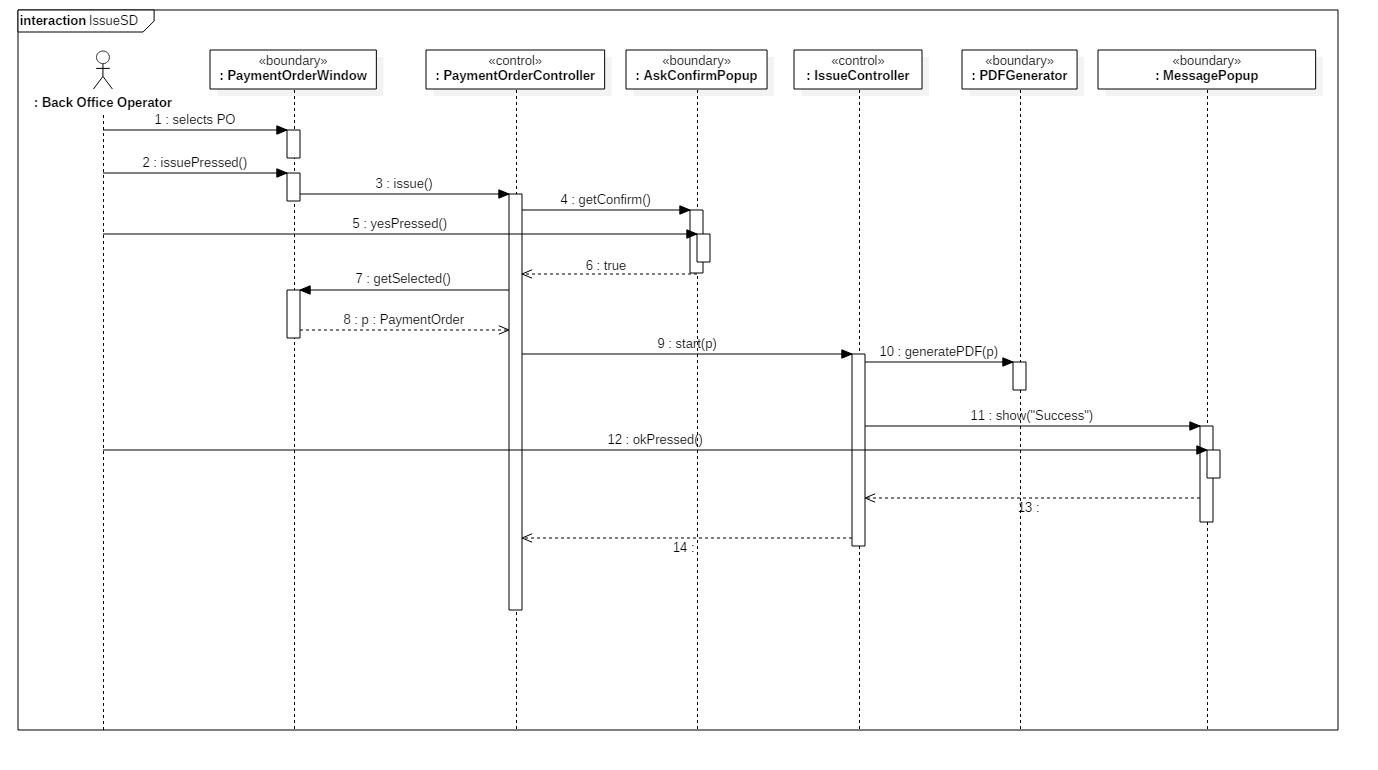 interaction IssueSD
«boundary»
: PaymentOrderWindow
«control»
: PaymentOrderController
«boundary»
: AskConfirmPopup
«control»
: IssueController
«boundary»
: PDFGenerator
«boundary»
: MessagePopup
: Back Office Operator
1 : selects PO
2 : issuePressed()
3 : issue()
4 : getConfirm()
5 : yesPressed()
6 : true
7 : getSelected()
8 : p : PaymentOrder
9 : start(p)
10 : generatePDF(p)
11 : show("Success")
12 : okPressed()
13 :
14 :